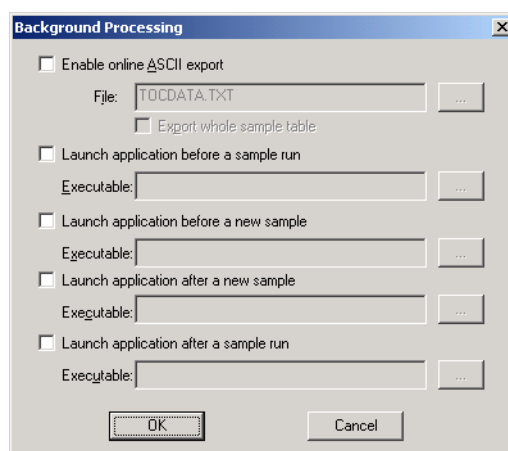 Background Processing
Enable online ASCII export
File: TOCDATA.TXT ...
Export whole sample table
Launch application before a sample run
Executable: ...
Launch application before a new sample
Executable: ...
Launch application after a new sample
Executable: ...
Launch application after a sample run
Executable: ...
OK Cancel